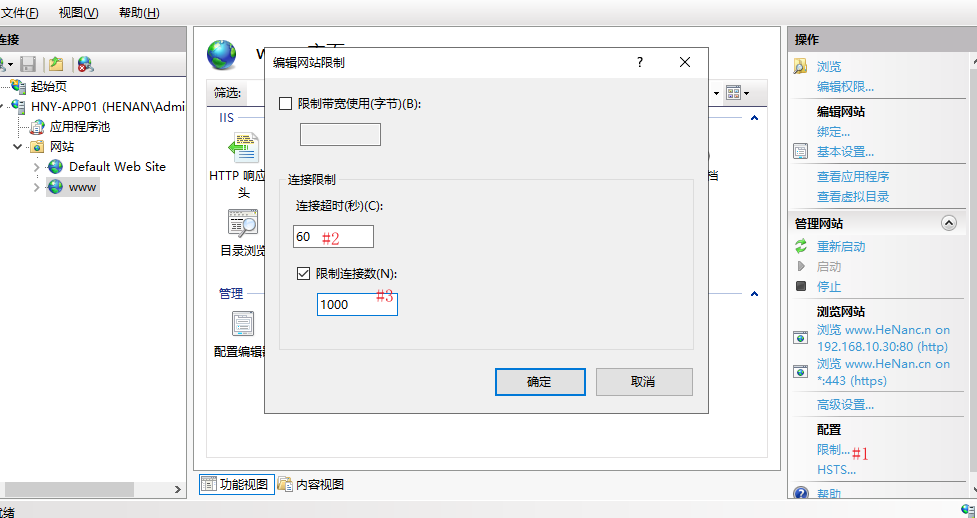 文件(F) 视图(V) 帮助(H)
连接
起始页
HNY-APP01 (HENAN\Admi
应用程序池
网站
Default Web Site
www
筛选:
IIS
HTTP 响应
头
目录浏览
管理
配置编辑
编辑网站限制
?
限制带宽使用(字节)(B):
连接限制
连接超时(秒)(C):
60 #2
限制连接数(N):
1000 #3
确定 取消
档
功能视图 内容视图
操作
浏览
编辑权限...
编辑网站
绑定...
基本设置...
查看应用程序
查看虚拟目录
管理网站
重新启动
启动
停止
浏览网站
浏览 www.HeNanc.n on
192.168.10.30:80 (http)
浏览 www.HeNan.cn on
*:443 (https)
高级设置...
配置
限制... #1
HSTS...
帮助
就绪